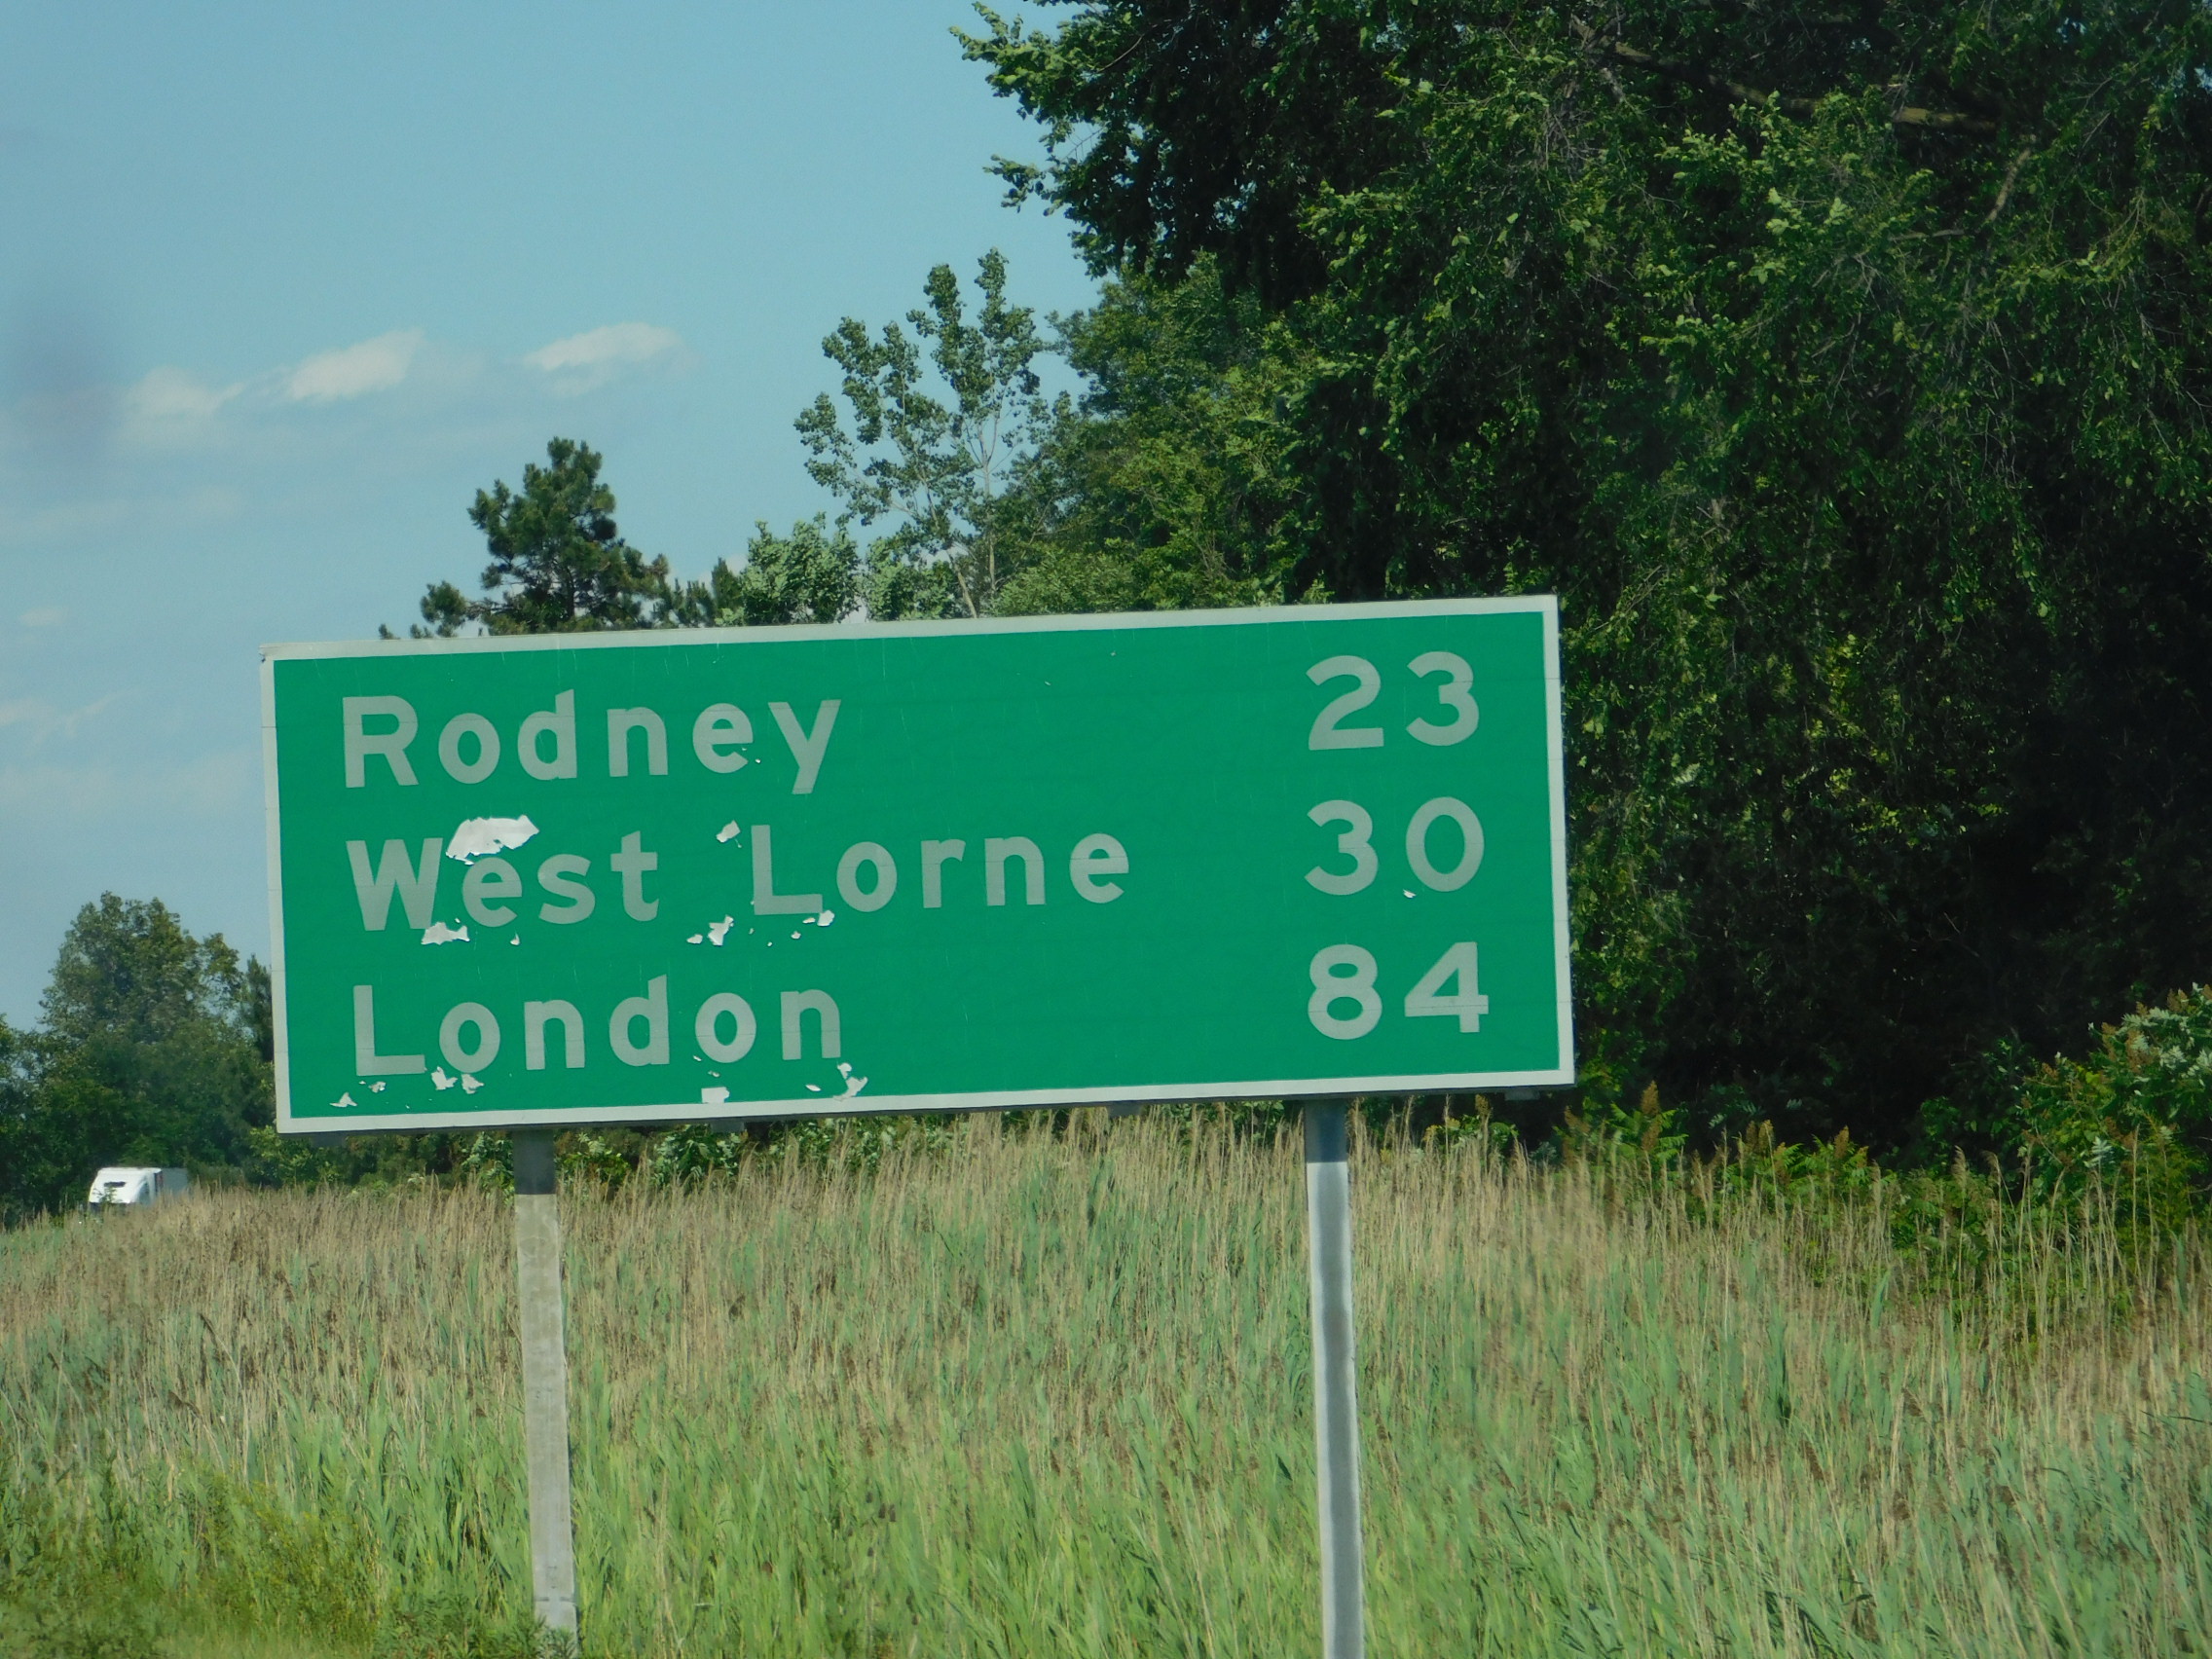 Rodney 23
West Lorne 30
London 84